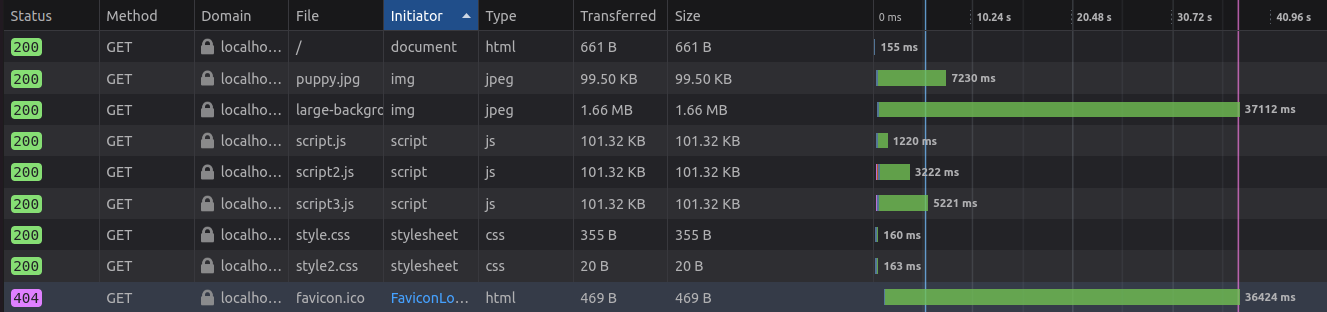 Status Method Domain File Initiator Type Transferred Size 0 ms 10.24 s 20.48 s 30.72 s 40.96 s
200 GET localho… / document html 661 B 661 B 155 ms
200 GET localho… puppy.jpg img jpeg 99.50 KB 99.50 KB 7230 ms
200 GET localho… large-backgro img jpeg 1.66 MB 1.66 MB 37112 ms
200 GET localho… script.js script js 101.32 KB 101.32 KB 1220 ms
200 GET localho… script2.js script js 101.32 KB 101.32 KB 3222 ms
200 GET localho… script3.js script js 101.32 KB 101.32 KB 5221 ms
200 GET localho… style.css stylesheet css 355 B 355 B 160 ms
200 GET localho… style2.css stylesheet css 20 B 20 B 163 ms
404 GET localho… favicon.ico FaviconLo… html 469 B 469 B 36424 ms